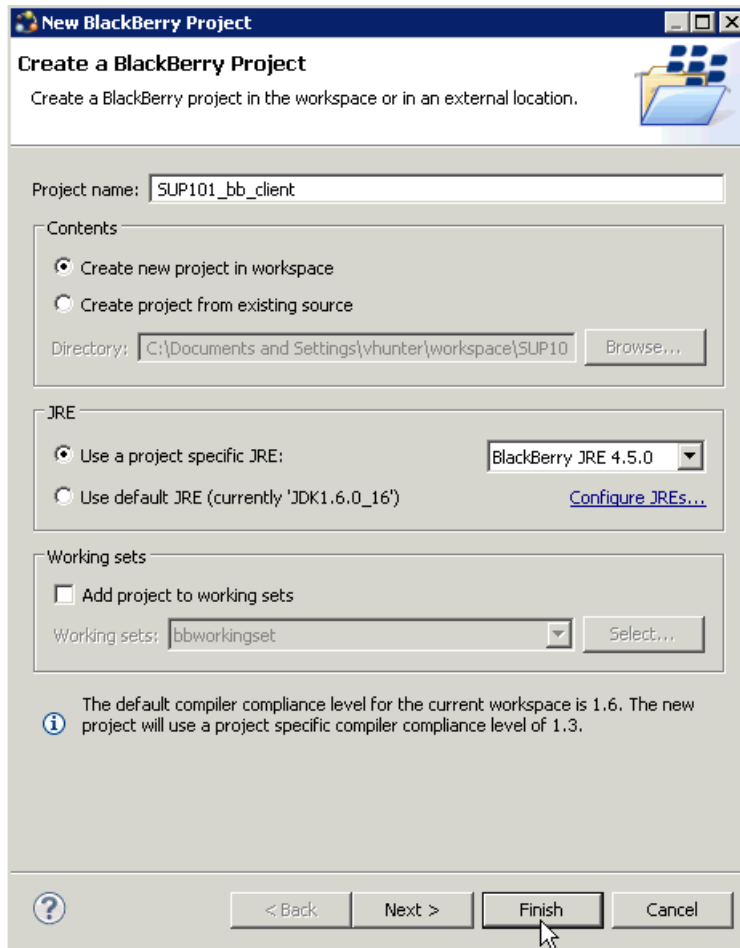 New BlackBerry Project
Create a BlackBerry Project
Create a BlackBerry project in the workspace or in an external location.
Project name: SUP101_bb_client
Contents
Create new project in workspace
Create project from existing source
Directory: C:\Documents and Settings\vhunter\workspace\SUP10 Browse...
JRE
Use a project specific JRE: BlackBerry JRE 4.5.0
Use default JRE (currently 'JDK1.6.0_16') Configure JREs...
Working sets
Add project to working sets
Working sets: bbworkingset Select...
The default compiler compliance level for the current workspace is 1.6. The new
project will use a project specific compiler compliance level of 1.3.
< Back Next > Finish Cancel